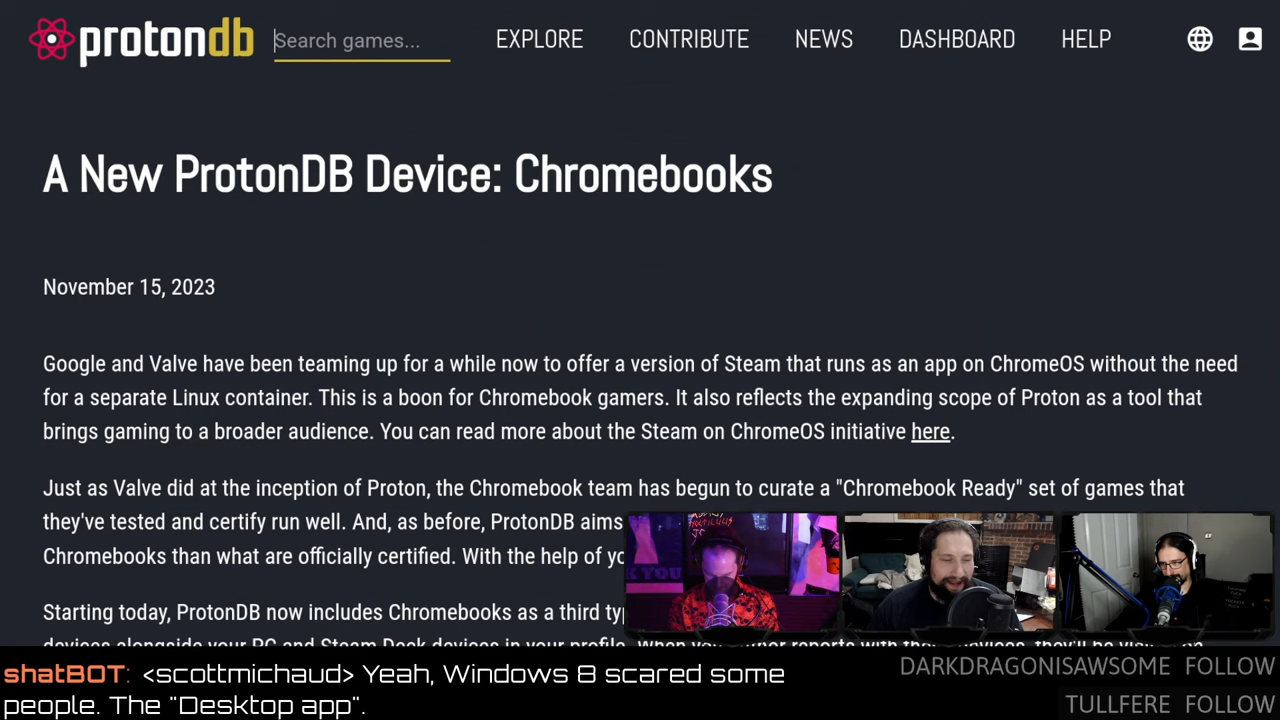 protondb Search games... EXPLORE CONTRIBUTE NEWS DASHBOARD HELP
A New ProtonDB Device: Chromebooks
November 15, 2023
Google and Valve have been teaming up for a while now to offer a version of Steam that runs as an app on ChromeOS without the need
for a separate Linux container. This is a boon for Chromebook gamers. It also reflects the expanding scope of Proton as a tool that
brings gaming to a broader audience. You can read more about the Steam on ChromeOS initiative here.
Just as Valve did at the inception of Proton, the Chromebook team has begun to curate a "Chromebook Ready" set of games that
they've tested and certify run well. And, as before, ProtonDB aims
Chromebooks than what are officially certified. With the help of yo
Starting today, ProtonDB now includes Chromebooks as a third typ
devices alongside your PC and Steam Deck devices in your profile.
shatBOT: <scottmichaud> Yeah, Windows 8 scared some
people. The "Desktop app".
DARKDRAGONISAWSOME FOLLOW
TULLFERE FOLLOW